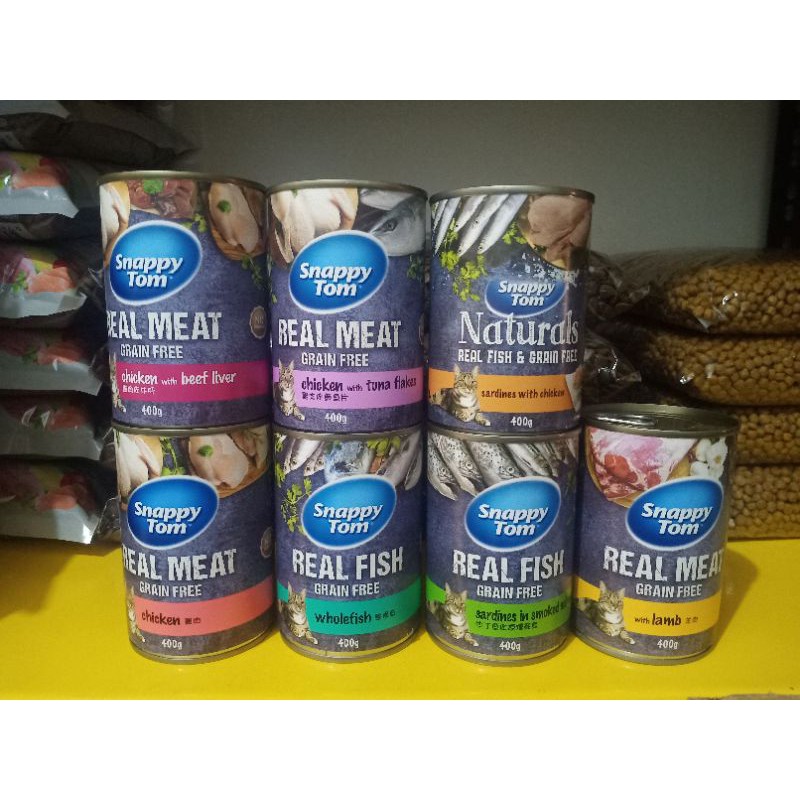 Snappy
Tom
REAL MEAT
GRAIN FREE
chicken with beef liver
400g
Snappy
Tom
REAL MEAT
GRAIN FREE
chicken with tuna flakes
400g
Snappy
Tom
Naturals
REAL FISH & GRAIN FREE
sardines with chicken
400g
Snappy
Tom
REAL MEAT
GRAIN FREE
chicken 雞肉
400g
Snappy
Tom
REAL FISH
GRAIN FREE
wholefish
400g
Snappy
Tom
REAL FISH
GRAIN FREE
sardines in smoked
400g
Snappy
Tom
REAL MEAT
GRAIN FREE
with lamb
400g